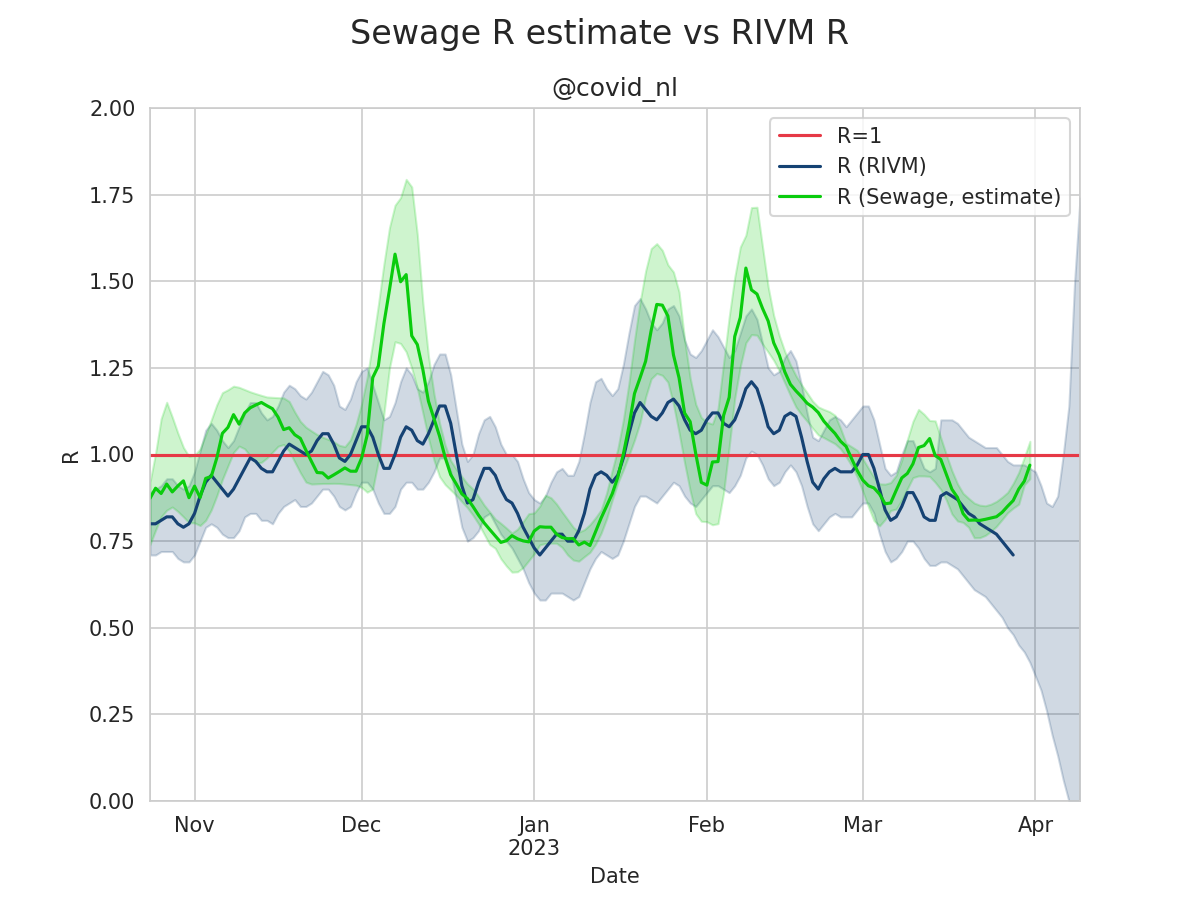 Sewage R estimate vs RIVM R
@covid_nl
2.00
1.75
1.50
1.25
1.00
0.75
0.50
0.25
0.00
R
R=1
R (RIVM)
R (Sewage, estimate)
Nov
Dec
Jan
2023
Feb
Mar
Apr
Date